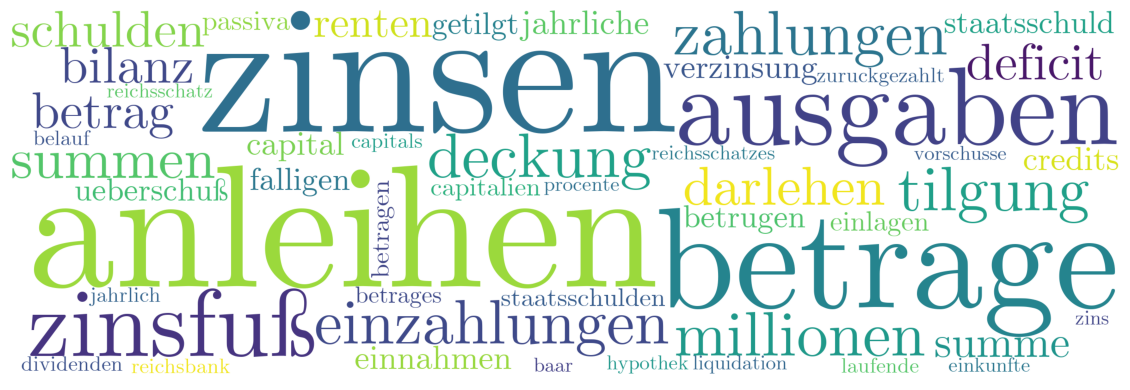 schulden
passiva
renten
getilgt
jahrliche
zahlungen
staatsschuld
bilanz
zinsen
verzinsung
zuruckgezahlt
deficit
reichsschatz
betrag
ausgaben
belauf
capital
capitals
deckung
reichsschatzes
vorschusse
credits
summen
ueberschuß
falligen
capitalien
procente
darlehen
tilgung
anleihen
betragen
betrugen
einlagen
betrage
jahrlich
betrages
staatsschulden
zinsfuß
einzahlungen
millionen
summe
zins
dividenden
reichsbank
einnahmen
baar
hypothek
liquidation
laufende
einkunfte